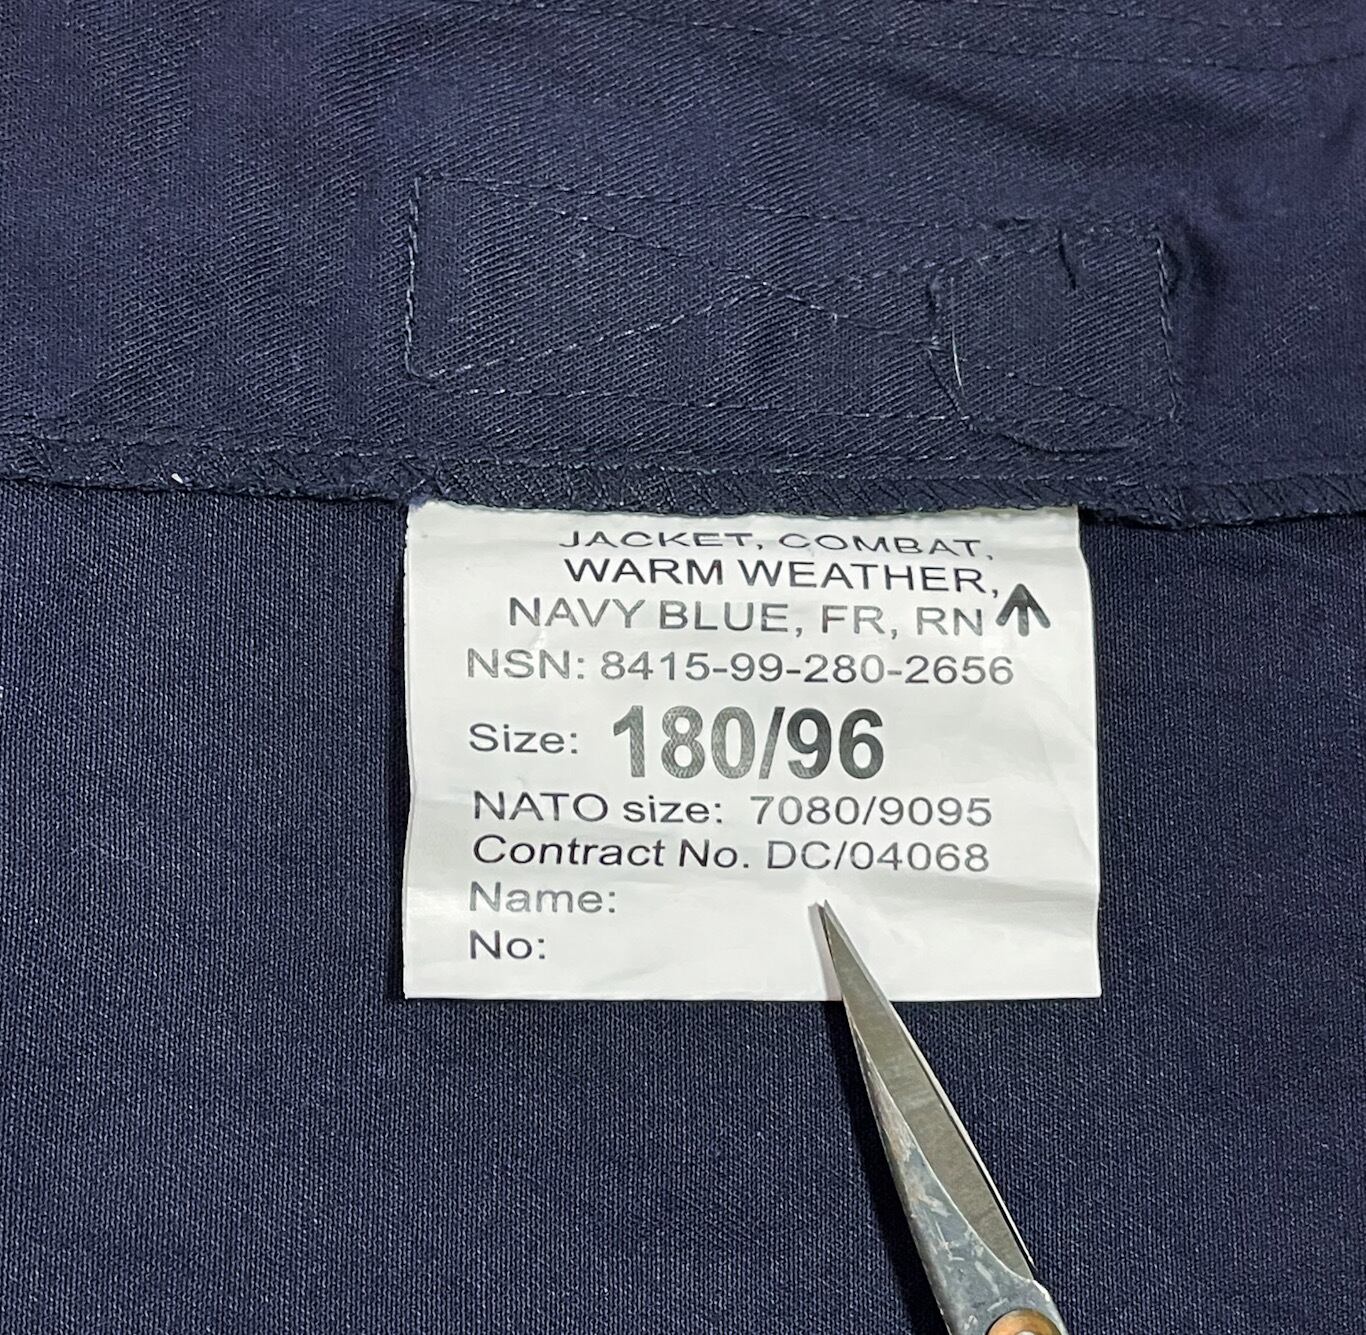 JACKET, COMBAT,
WARM WEATHER,
NAVY BLUE, FR, RN
NSN: 8415-99-280-2656
Size: 180/96
NATO size: 7080/9095
Contract No. DC/04068
Name:
No: